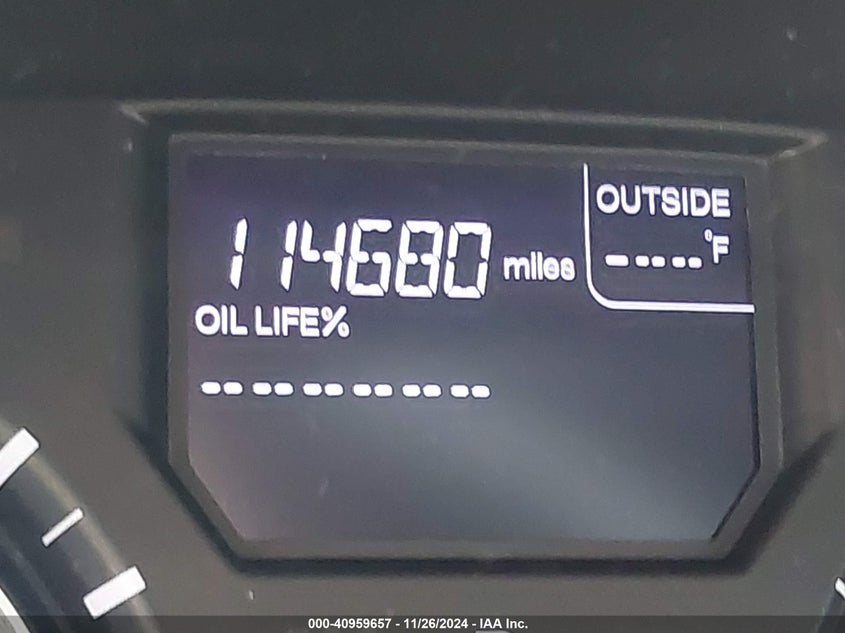 OUTSIDE
-----°F
114680 miles
OIL LIFE%
-- -- -- -- -- --
000-40959657 - 11/26/2024 - IAA Inc.